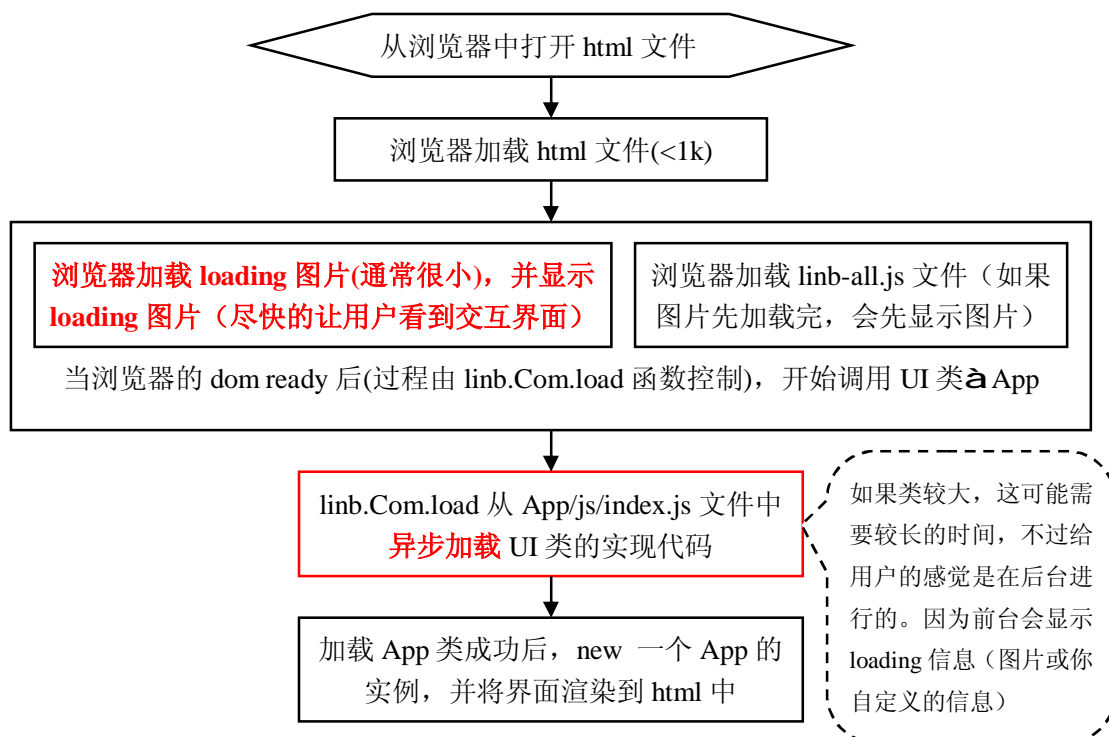 从浏览器中打开 html 文件
浏览器加载 html 文件(<1k)
浏览器加载 loading 图片(通常很小)，并显示
loading 图片（尽快的让用户看到交互界面）
浏览器加载 linb-all.js 文件（如果
图片先加载完，会先显示图片）
当浏览器的 dom ready 后(过程由 linb.Com.load 函数控制)，开始调用 UI 类à App
linb.Com.load 从 App/js/index.js 文件中
异步加载 UI 类的实现代码
如果类较大，这可能需
要较长的时间，不过给
用户的感觉是在后台进
行的。因为前台会显示
loading 信息（图片或你
自定义的信息）
加载 App 类成功后，new 一个 App 的
实例，并将界面渲染到 html 中